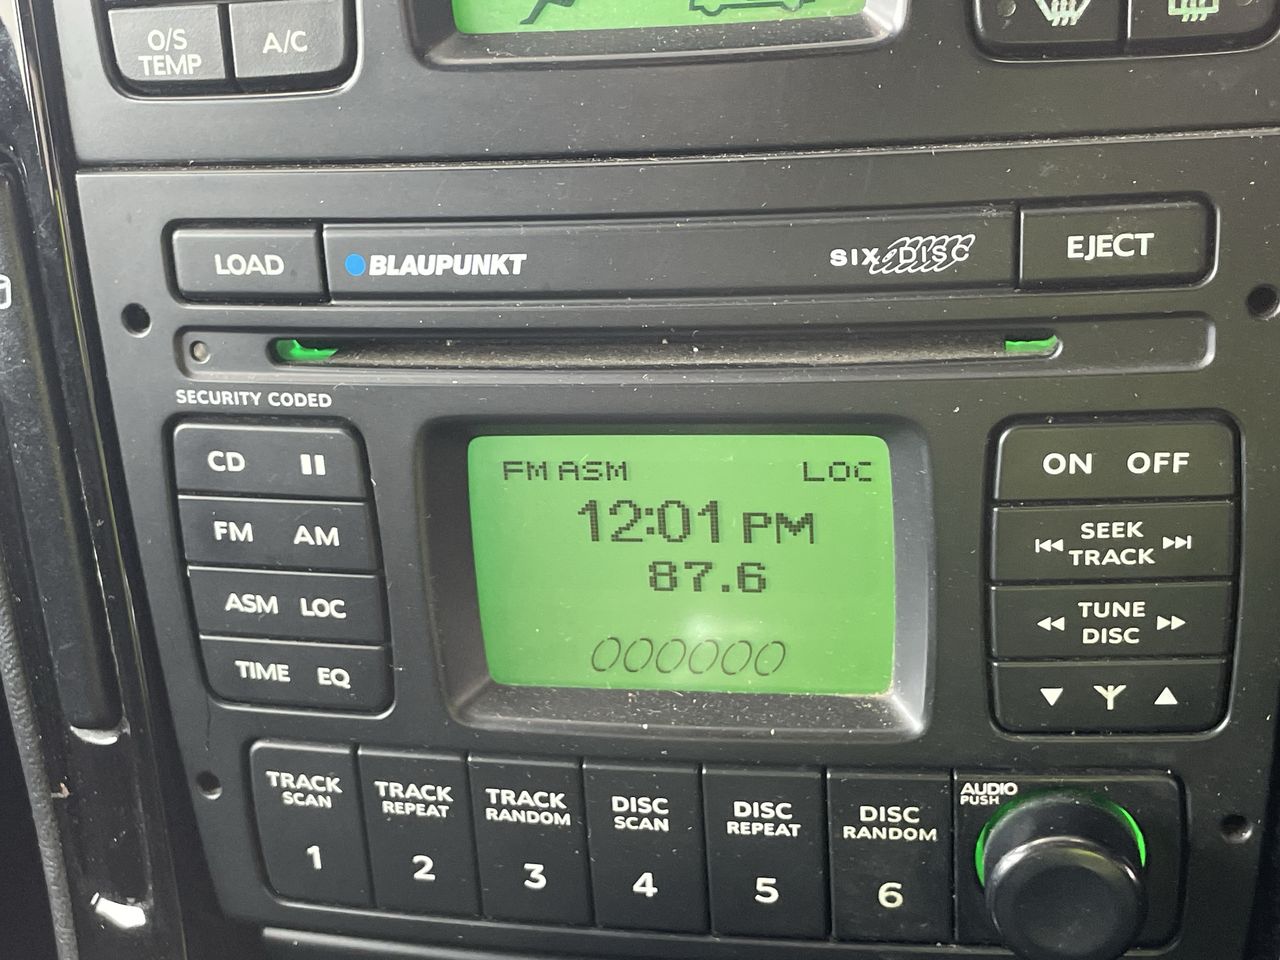 O/S
TEMP
A/C
LOAD
BLAUPUNKT
SIX DISC
EJECT
SECURITY CODED
CD
FM AM
ASM LOC
TIME EQ
FM ASM LOC
12:01 PM
87.6
000000
ON OFF
SEEK
TRACK
TUNE
DISC
TRACK
SCAN
1
TRACK
REPEAT
2
TRACK
RANDOM
3
DISC
SCAN
4
DISC
REPEAT
5
DISC
RANDOM
6
AUDIO
PUSH